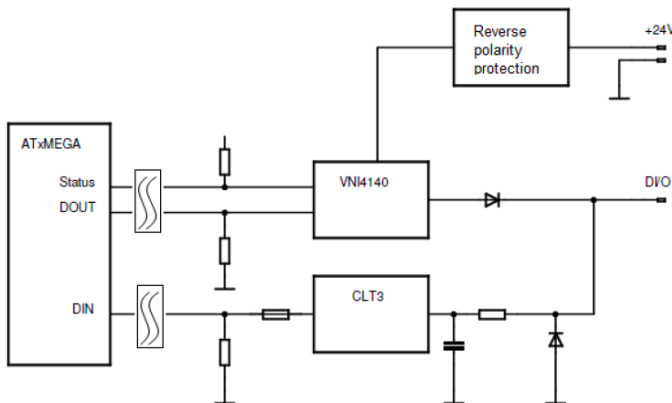 Reverse
polarity
protection
+24V
ATxMEGA
Status
DOUT
DIN
VNI4140
DI/O
CLT3